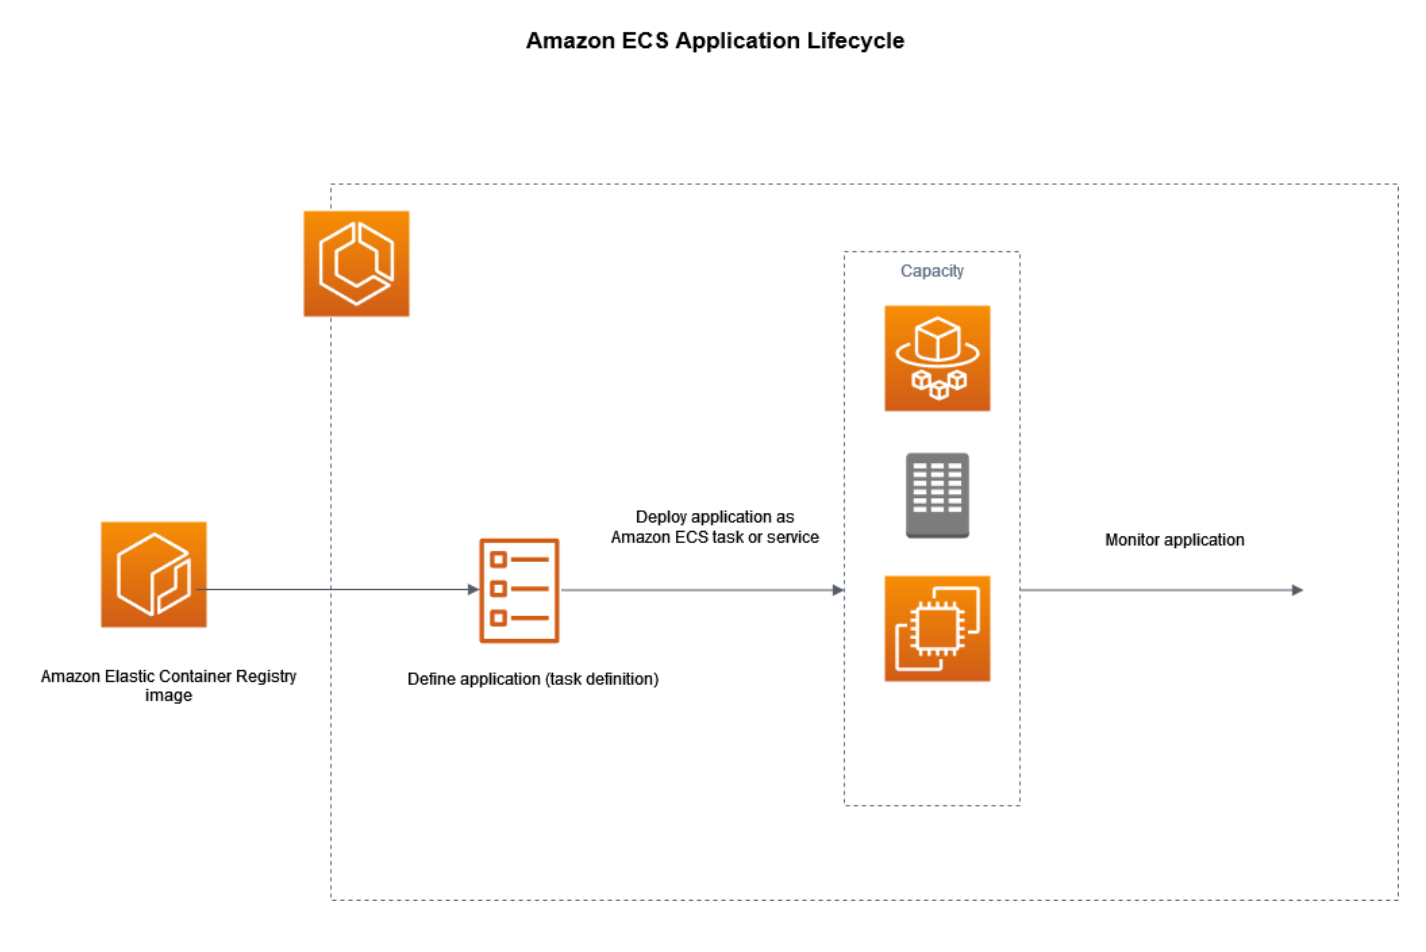 Amazon ECS Application Lifecycle
Capacity
Deploy application as
Amazon ECS task or service
Monitor application
Amazon Elastic Container Registry
image
Define application (task definition)